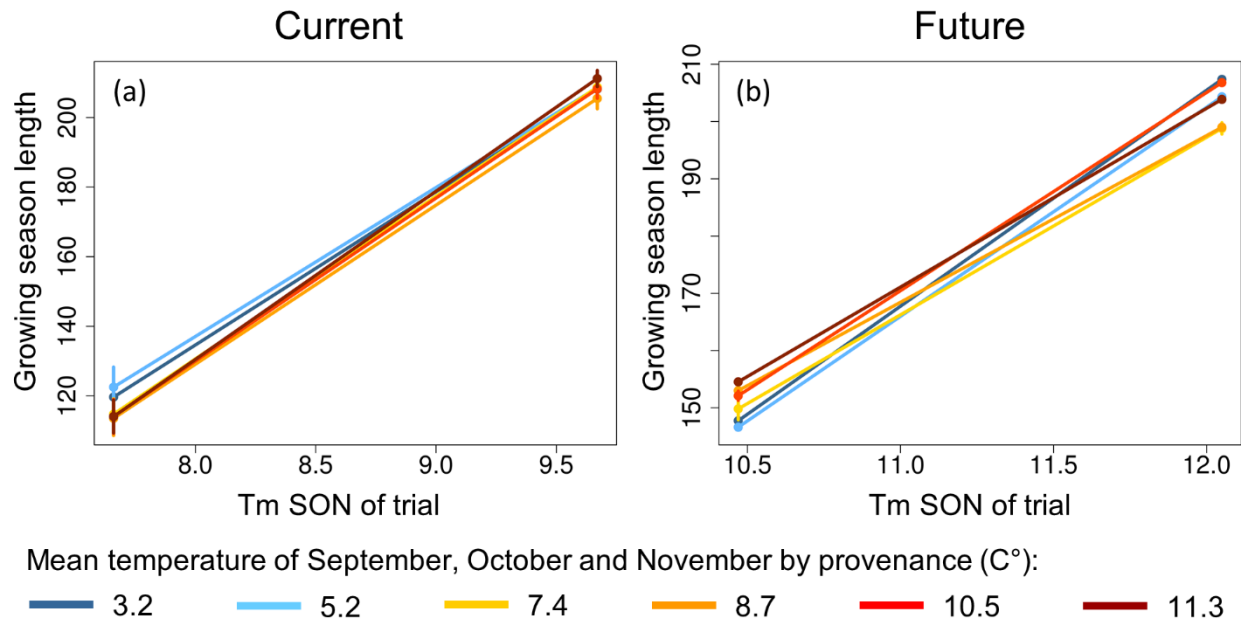 Current
Future
(a)
Growing season length
120
140
160
180
200
8.0
8.5
9.0
9.5
Tm SON of trial
(b)
Growing season length
150
170
190
210
10.5
11.0
11.5
12.0
Tm SON of trial
Mean temperature of September, October and November by provenance (C°):
3.2
5.2
7.4
8.7
10.5
11.3